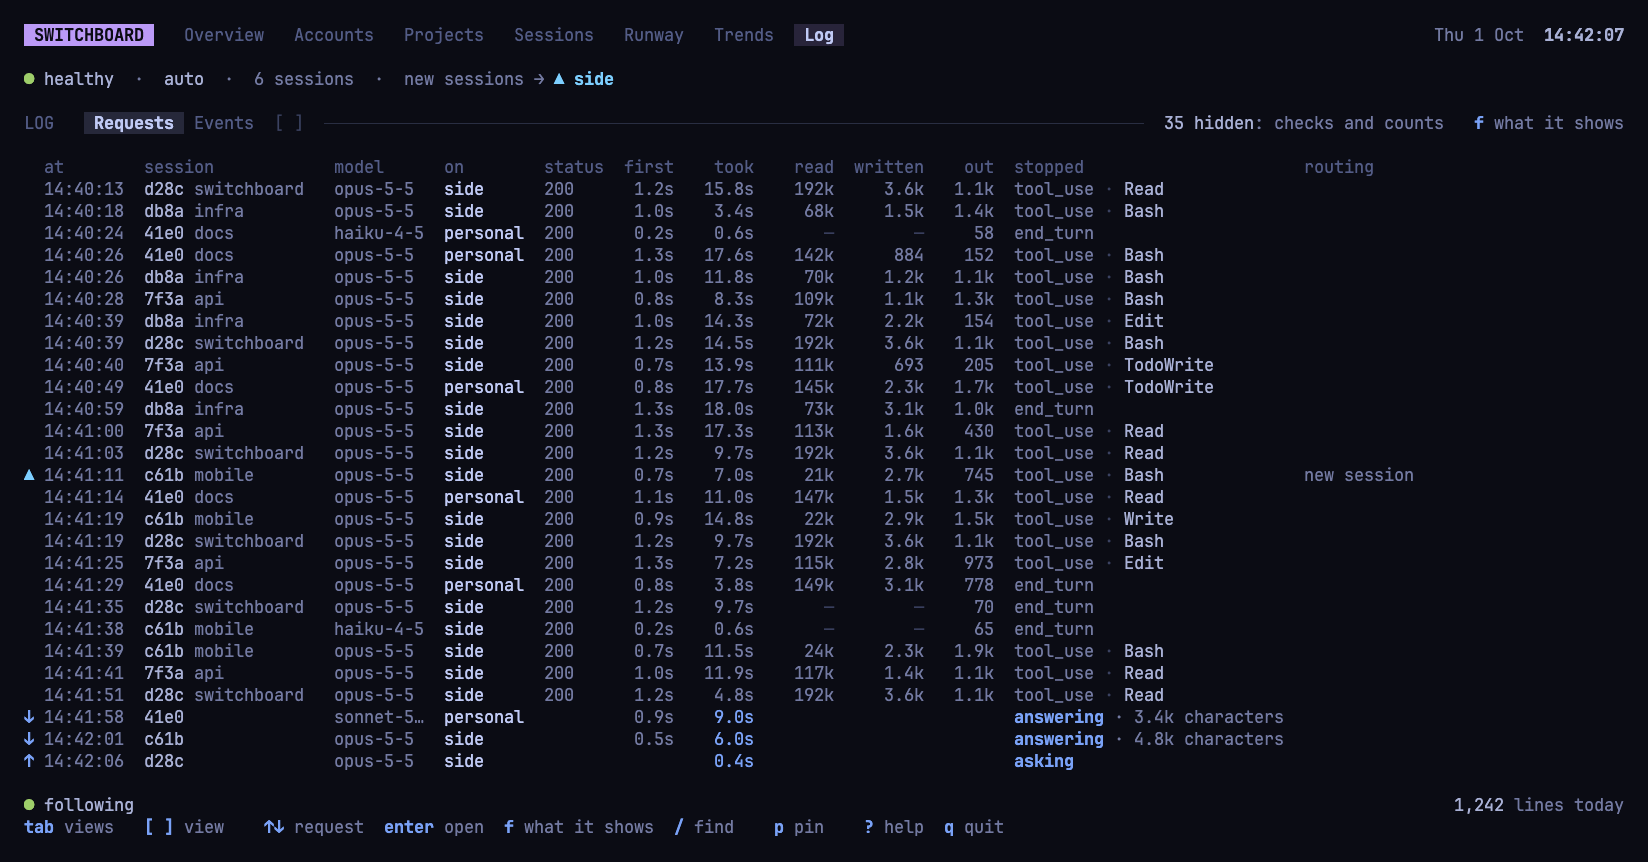 SWITCHBOARD Overview Accounts Projects Sessions Runway Trends Log Thu 1 Oct 14:42:07
● healthy · auto · 6 sessions · new sessions → ▲ side
LOG Requests Events [ ] 35 hidden: checks and counts f what it shows
at session model on status first took read written out stopped routing
14:40:13 d28c switchboard opus-5-5 side 200 1.2s 15.8s 192k 3.6k 1.1k tool_use · Read
14:40:18 db8a infra opus-5-5 side 200 1.0s 3.4s 68k 1.5k 1.4k tool_use · Bash
14:40:24 41e0 docs haiku-4-5 personal 200 0.2s 0.6s — — 58 end_turn
14:40:26 41e0 docs opus-5-5 personal 200 1.3s 17.6s 142k 884 152 tool_use · Bash
14:40:26 db8a infra opus-5-5 side 200 1.0s 11.8s 70k 1.2k 1.1k tool_use · Bash
14:40:28 7f3a api opus-5-5 side 200 0.8s 8.3s 109k 1.1k 1.3k tool_use · Bash
14:40:39 db8a infra opus-5-5 side 200 1.0s 14.3s 72k 2.2k 154 tool_use · Edit
14:40:39 d28c switchboard opus-5-5 side 200 1.2s 14.5s 192k 3.6k 1.1k tool_use · Bash
14:40:40 7f3a api opus-5-5 side 200 0.7s 13.9s 111k 693 205 tool_use · TodoWrite
14:40:49 41e0 docs opus-5-5 personal 200 0.8s 17.7s 145k 2.3k 1.7k tool_use · TodoWrite
14:40:59 db8a infra opus-5-5 side 200 1.3s 18.0s 73k 3.1k 1.0k end_turn
14:41:00 7f3a api opus-5-5 side 200 1.3s 17.3s 113k 1.6k 430 tool_use · Read
14:41:03 d28c switchboard opus-5-5 side 200 1.2s 9.7s 192k 3.6k 1.1k tool_use · Read
▲ 14:41:11 c61b mobile opus-5-5 side 200 0.7s 7.0s 21k 2.7k 745 tool_use · Bash new session
14:41:14 41e0 docs opus-5-5 personal 200 1.1s 11.0s 147k 1.5k 1.3k tool_use · Read
14:41:19 c61b mobile opus-5-5 side 200 0.9s 14.8s 22k 2.9k 1.5k tool_use · Write
14:41:19 d28c switchboard opus-5-5 side 200 1.2s 9.7s 192k 3.6k 1.1k tool_use · Bash
14:41:25 7f3a api opus-5-5 side 200 1.3s 7.2s 115k 2.8k 973 tool_use · Edit
14:41:29 41e0 docs opus-5-5 personal 200 0.8s 3.8s 149k 3.1k 778 end_turn
14:41:35 d28c switchboard opus-5-5 side 200 1.2s 9.7s — — 70 end_turn
14:41:38 c61b mobile haiku-4-5 side 200 0.2s 0.6s — — 65 end_turn
14:41:39 c61b mobile opus-5-5 side 200 0.7s 11.5s 24k 2.3k 1.9k tool_use · Bash
14:41:41 7f3a api opus-5-5 side 200 1.0s 11.9s 117k 1.4k 1.1k tool_use · Read
14:41:51 d28c switchboard opus-5-5 side 200 1.2s 4.8s 192k 3.6k 1.1k tool_use · Read
↓ 14:41:58 41e0 sonnet-5… personal 0.9s 9.0s answering · 3.4k characters
↓ 14:42:01 c61b opus-5-5 side 0.5s 6.0s answering · 4.8k characters
↑ 14:42:06 d28c opus-5-5 side 0.4s asking
● following 1,242 lines today
tab views [ ] view ↑↓ request enter open f what it shows / find p pin ? help q quit